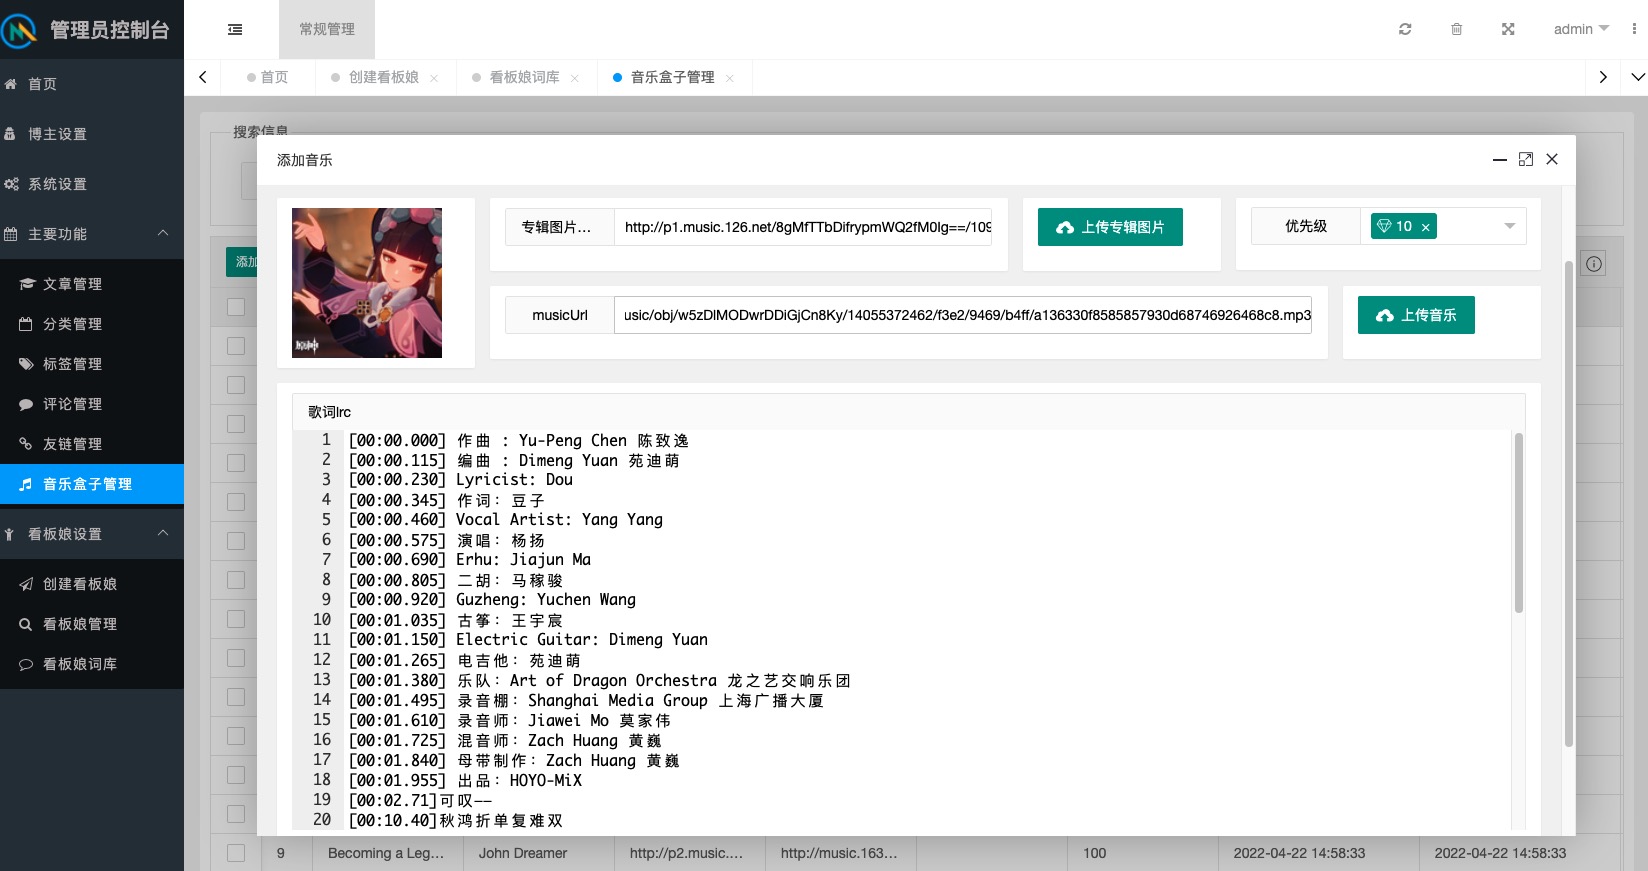 管理员控制台
常规管理
admin
首页
创建看板娘 ×
看板娘词库 ×
音乐盒子管理 ×
首页
博主设置
系统设置
主要功能
文章管理
分类管理
标签管理
评论管理
友链管理
音乐盒子管理
看板娘设置
创建看板娘
看板娘管理
看板娘词库
搜索信息
添加
添加音乐
专辑图片...
http://p1.music.126.net/8gMfTTbDifrypmWQ2fM0Ig==/109
上传专辑图片
优先级
10 ×
musicUrl
usic/obj/w5zDlMODwrDDiGjCn8Ky/14055372462/f3e2/9469/b4ff/a136330f8585857930d68746926468c8.mp3
上传音乐
歌词lrc
1 [00:00.000] 作曲 : Yu-Peng Chen 陈致逸
2 [00:00.115] 编曲 : Dimeng Yuan 苑迪萌
3 [00:00.230] Lyricist: Dou
4 [00:00.345] 作词: 豆子
5 [00:00.460] Vocal Artist: Yang Yang
6 [00:00.575] 演唱: 杨扬
7 [00:00.690] Erhu: Jiajun Ma
8 [00:00.805] 二胡: 马稼骏
9 [00:00.920] Guzheng: Yuchen Wang
10 [00:01.035] 古筝: 王宇宸
11 [00:01.150] Electric Guitar: Dimeng Yuan
12 [00:01.265] 电吉他: 苑迪萌
13 [00:01.380] 乐队: Art of Dragon Orchestra 龙之艺交响乐团
14 [00:01.495] 录音棚: Shanghai Media Group 上海广播大厦
15 [00:01.610] 录音师: Jiawei Mo 莫家伟
16 [00:01.725] 混音师: Zach Huang 黄巍
17 [00:01.840] 母带制作: Zach Huang 黄巍
18 [00:01.955] 出品: HOYO-MiX
19 [00:02.71]可叹——
20 [00:10.40]秋鸿折单复难双
9 Becoming a Leg... John Dreamer http://p2.music.... http://music.163... 100 2022-04-22 14:58:33 2022-04-22 14:58:33